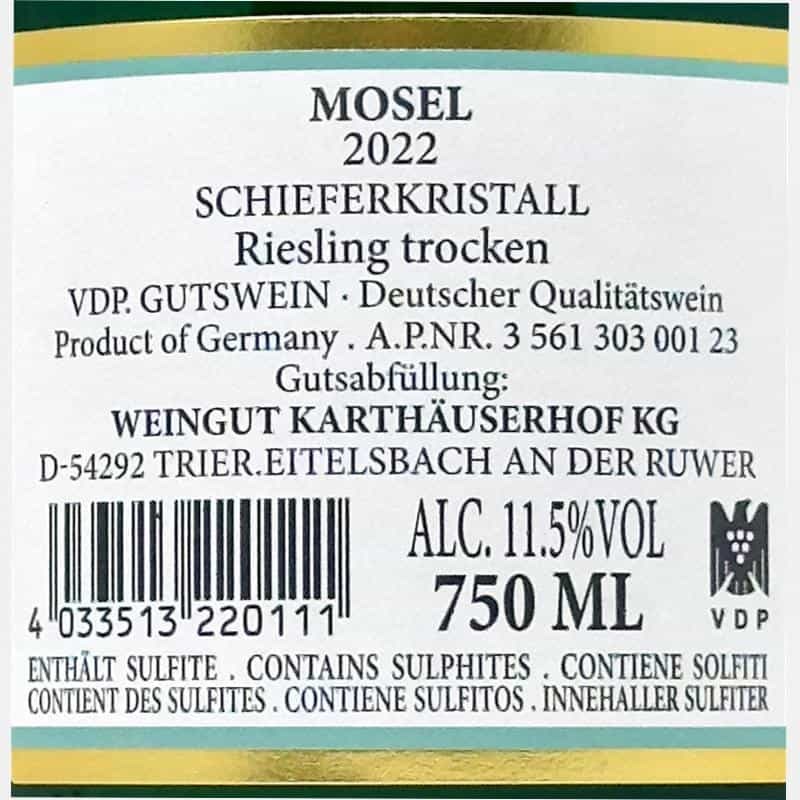 MOSEL
2022
SCHIEFERKRISTALL
Riesling trocken
VDP. GUTSWEIN · Deutscher Qualitätswein
Product of Germany . A.P.NR. 3 561 303 001 23
Gutsabfüllung:
WEINGUT KARTHÄUSERHOF KG
D-54292 TRIER.EITELSBACH AN DER RUWER
ALC. 11.5%VOL
750 ML
VDP
4 033513 220111
ENTHÄLT SULFITE . CONTAINS SULPHITES . CONTIENE SOLFITI
CONTIENT DES SULFITES . CONTIENE SULFITOS . INNEHALLER SULFITER